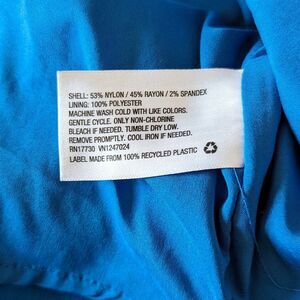 SHELL: 53% NYLON / 45% RAYON / 2% SPANDEX
LINING: 100% POLYESTER
MACHINE WASH COLD WITH LIKE COLORS.
GENTLE CYCLE. ONLY NON-CHLORINE
BLEACH IF NEEDED. TUMBLE DRY LOW.
REMOVE PROMPTLY. COOL IRON IF NEEDED.
RN17730 VN1247024
LABEL MADE FROM 100% RECYCLED PLASTIC